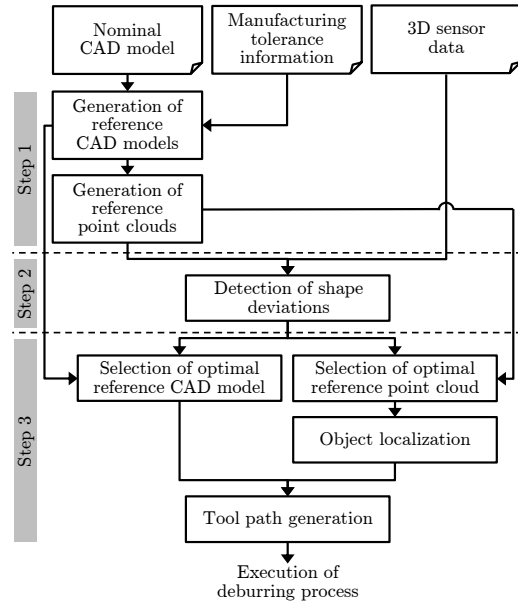 Nominal
CAD model
Manufacturing
tolerance
information
3D sensor
data
Step 1
Generation of
reference
CAD models
Generation of
reference
point clouds
Step 2
Detection of shape
deviations
Step 3
Selection of optimal
reference CAD model
Selection of optimal
reference point cloud
Object localization
Tool path generation
Execution of
deburring process